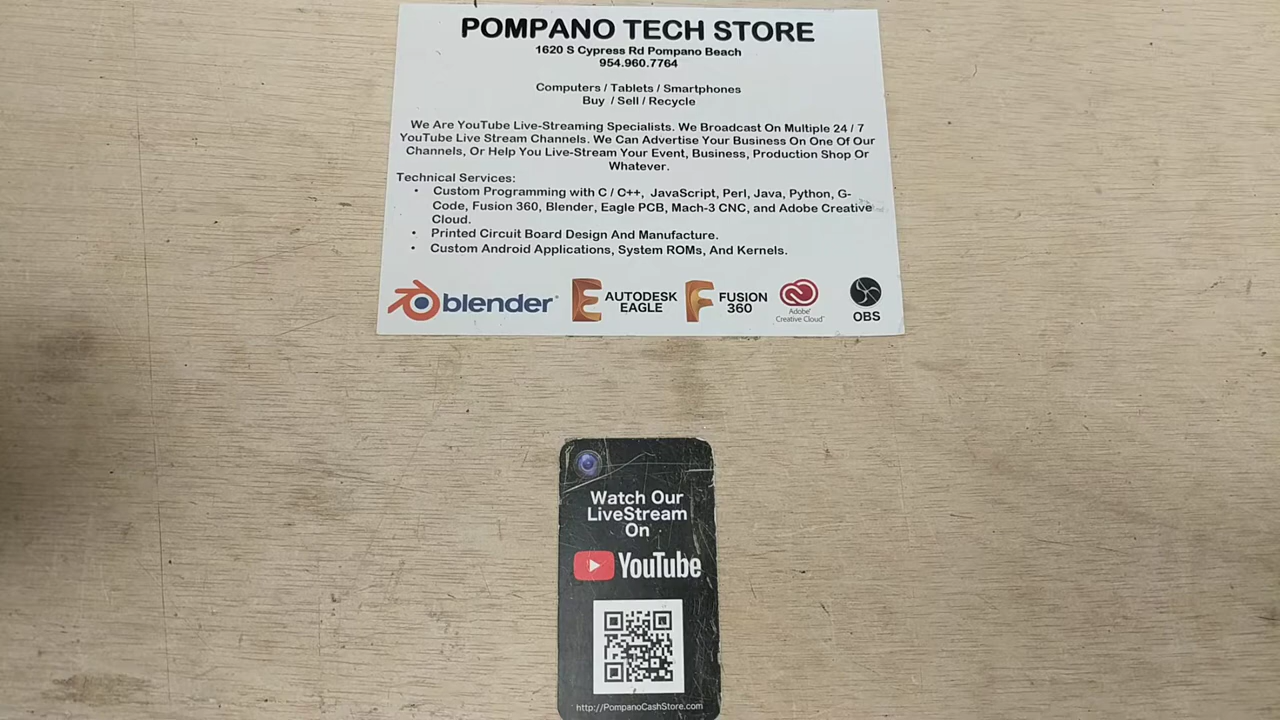 POMPANO TECH STORE
1620 S Cypress Rd Pompano Beach
954.960.7764
Computers / Tablets / Smartphones
Buy / Sell / Recycle
We Are YouTube Live-Streaming Specialists. We Broadcast On Multiple 24 / 7
YouTube Live Stream Channels. We Can Advertise Your Business On One Of Our
Channels, Or Help You Live-Stream Your Event, Business, Production Shop Or
Whatever.
Technical Services:
• Custom Programming with C / C++, JavaScript, Perl, Java, Python, G-
Code, Fusion 360, Blender, Eagle PCB, Mach-3 CNC, and Adobe Creative
Cloud.
• Printed Circuit Board Design And Manufacture.
• Custom Android Applications, System ROMs, And Kernels.
blender
AUTODESK
EAGLE
FUSION
360
Adobe
Creative Cloud
OBS
Watch Our
LiveStream
On
YouTube
http://PompanoCashStore.com